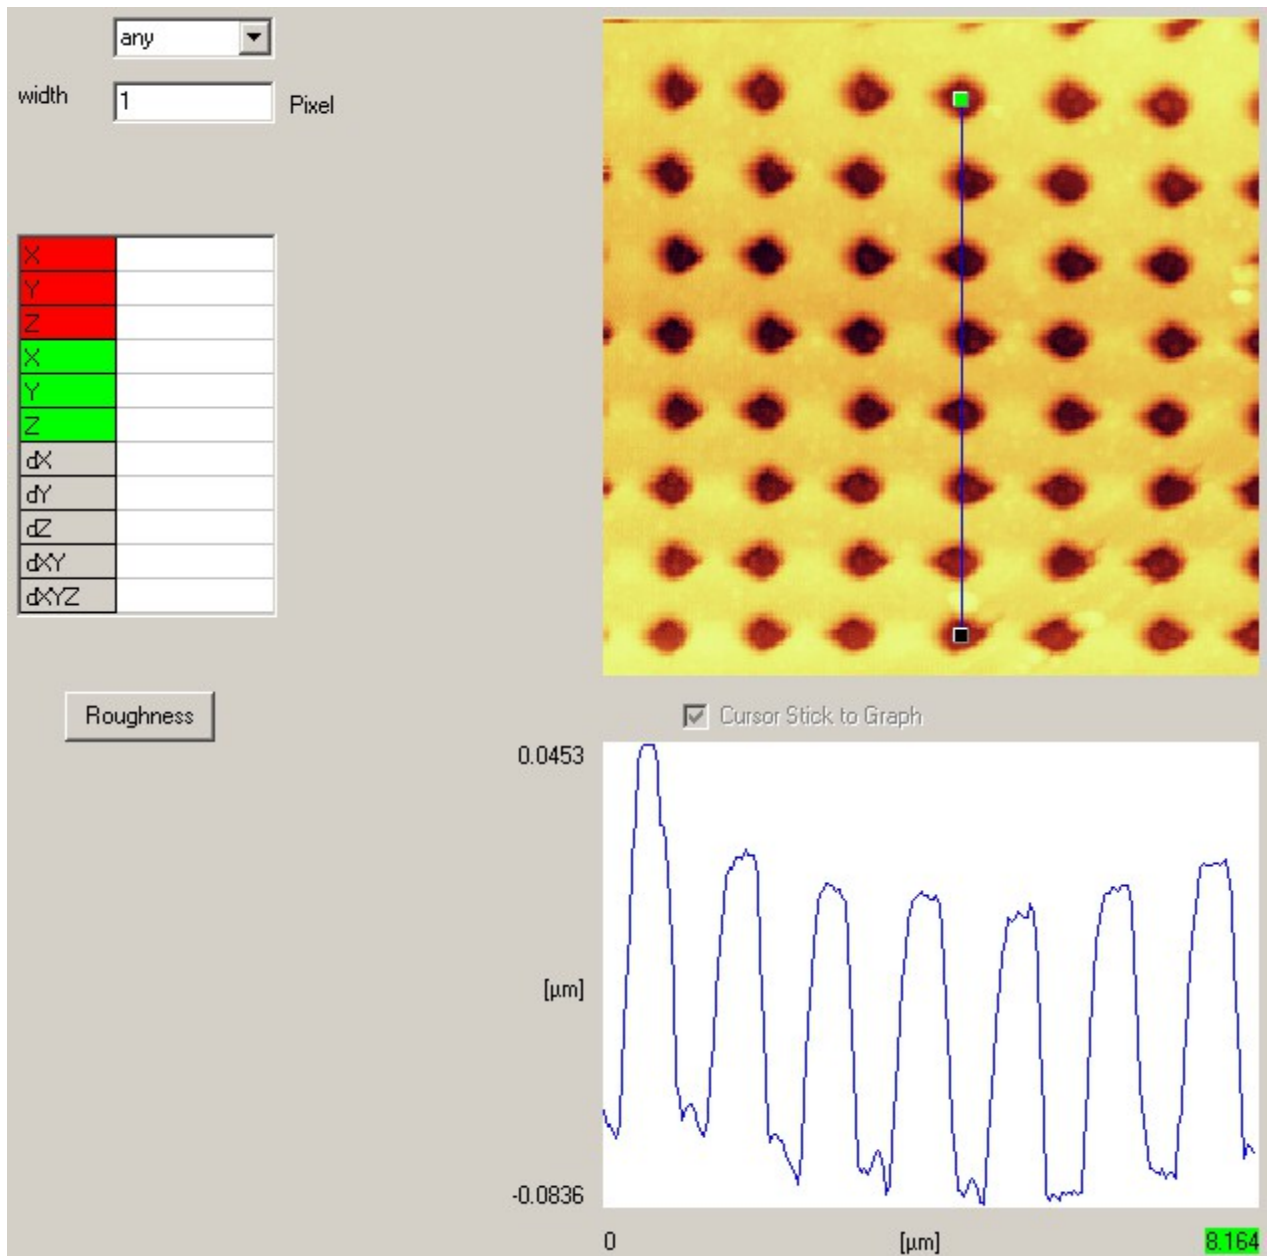 any
width 1 Pixel
X
Y
Z
X
Y
Z
dX
dY
dZ
dXY
dXYZ
Roughness
Cursor Stick to Graph
0.0453
[µm]
-0.0836
0 [µm] 8.164